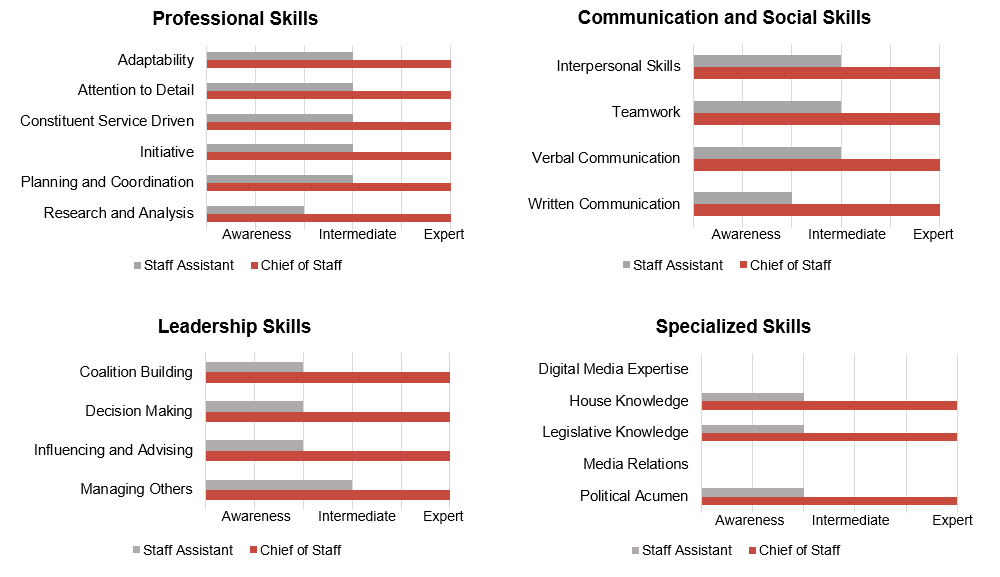 Professional Skills
Adaptability
Attention to Detail
Constituent Service Driven
Initiative
Planning and Coordination
Research and Analysis
Awareness Intermediate Expert
Staff Assistant Chief of Staff
Communication and Social Skills
Interpersonal Skills
Teamwork
Verbal Communication
Written Communication
Awareness Intermediate Expert
Staff Assistant Chief of Staff
Leadership Skills
Coalition Building
Decision Making
Influencing and Advising
Managing Others
Awareness Intermediate Expert
Staff Assistant Chief of Staff
Specialized Skills
Digital Media Expertise
House Knowledge
Legislative Knowledge
Media Relations
Political Acumen
Awareness Intermediate Expert
Staff Assistant Chief of Staff